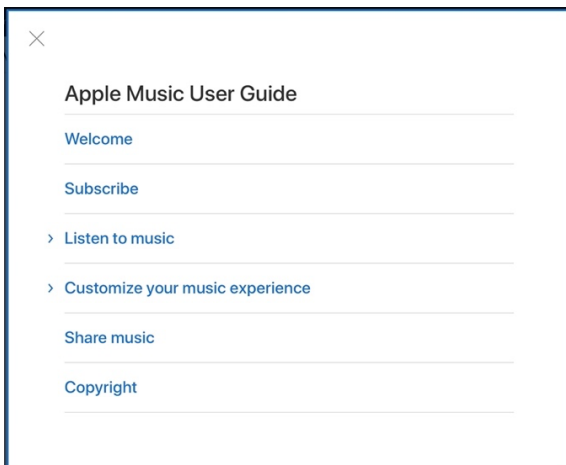 Apple Music User Guide
Welcome
Subscribe
Listen to music
Customize your music experience
Share music
Copyright